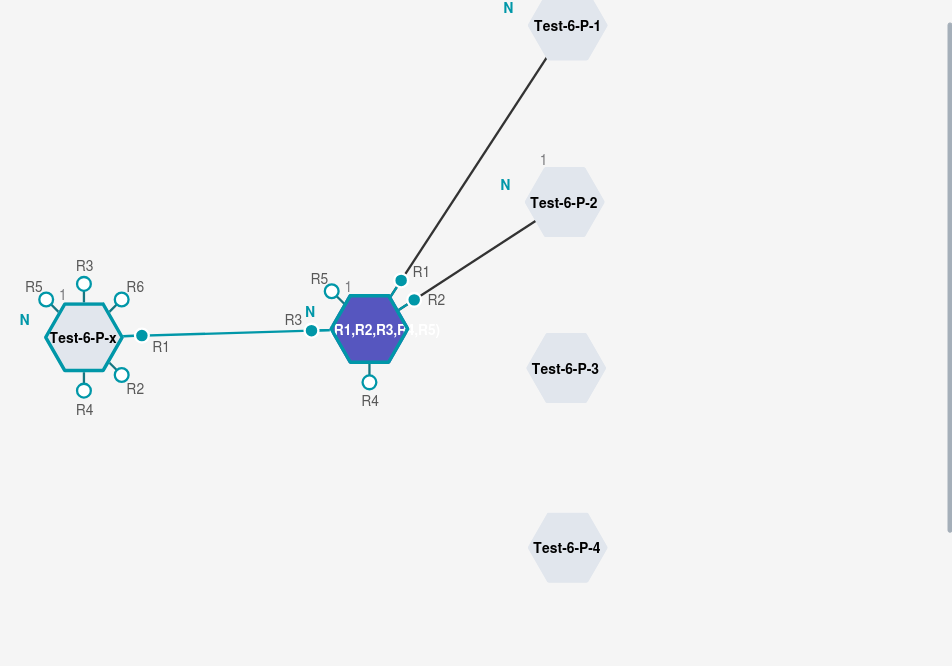 N
Test-6-P-1
1
N
Test-6-P-2
R3
R5
1
R6
N
Test-6-P-x
R1
R2
R4
R5
1
R1
N
R2
R3
R1,R2,R3,
R5)
R4
Test-6-P-3
Test-6-P-4